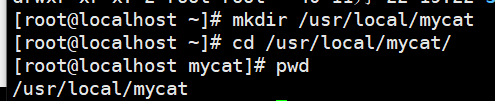 [root@localhost ~]# mkdir /usr/local/mycat
[root@localhost ~]# cd /usr/local/mycat/
[root@localhost mycat]# pwd
/usr/local/mycat